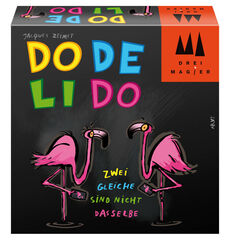 JACQUES ZEIMET
DO DE
LI DO
DREI
MAGIER
ZWEI
GLEICHE
SIND NICHT
DASSELBE